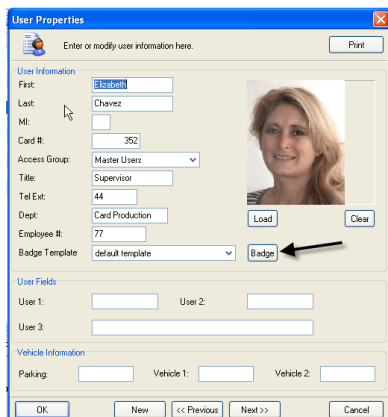 User Properties
Enter or modify user information here.
Print
User Information
First: Elizabeth
Last: Chavez
MI:
Card #: 352
Access Group: Master Users
Title: Supervisor
Tel Ext: 44
Dept: Card Production
Load
Clear
Employee #: 77
Badge Template default template
Badge
User Fields
User 1:
User 2:
User 3:
Vehicle Information
Parking:
Vehicle 1:
Vehicle 2:
OK
New
<< Previous
Next >>
Cancel